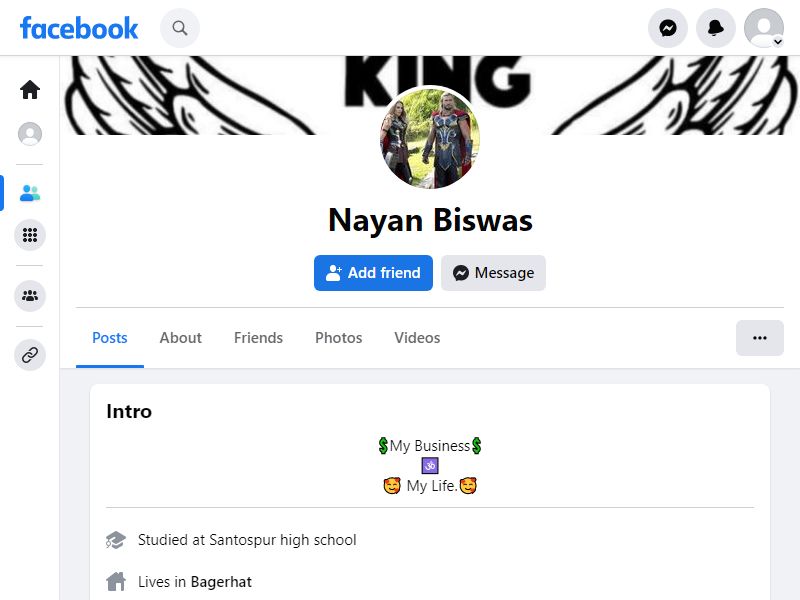 facebook
KING
Nayan Biswas
Add friend
Message
Posts
About
Friends
Photos
Videos
Intro
💲My Business💲
🕉
🥰 My Life.🥰
Studied at Santospur high school
Lives in Bagerhat